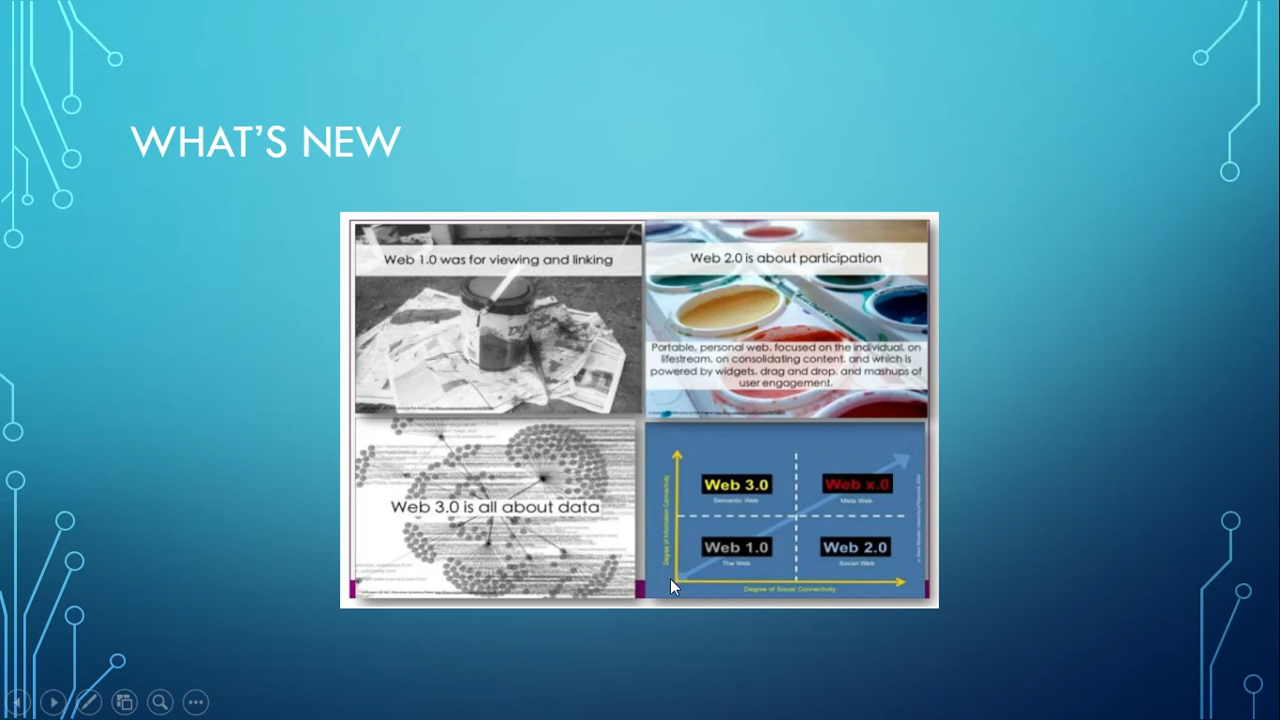 WHAT'S NEW
Web 1.0 was for viewing and linking
Web 2.0 is about participation
Portable, personal web, focused on the individual, on
lifestream, on consolidating content, and which is
powered by widgets, drag and drop, and mashups of
user engagement.
Web 3.0 is all about data
Degree of Information Connectivity
Web 3.0
Semantic Web
Web x.0
Meta Web
Web 1.0
The Web
Web 2.0
Social Web
Degree of Social Connectivity